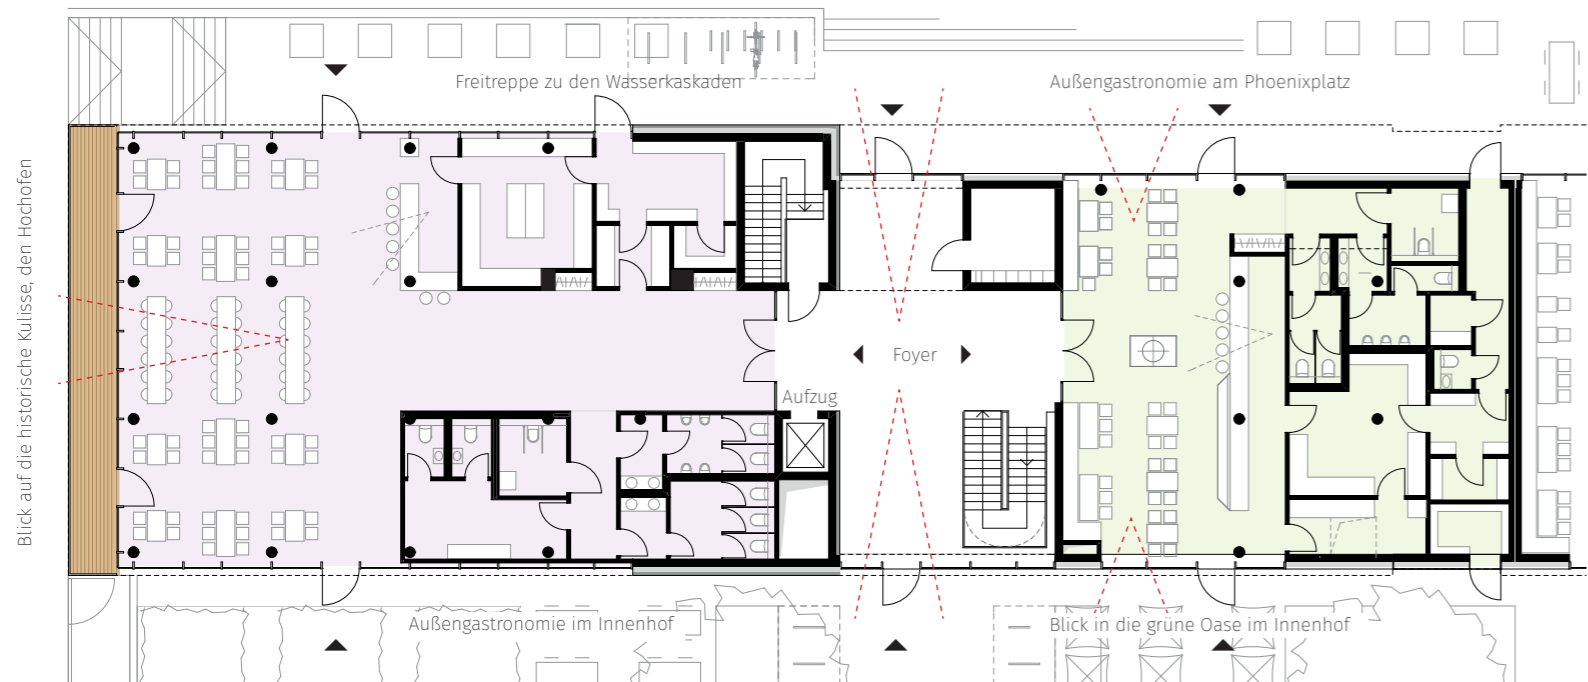 Freitreppe zu den Wasserkaskaden
Außengastronomie am Phoenixplatz
Blick auf die historische Kulisse, den Hochofen
Foyer
Aufzug
Außengastronomie im Innenhof
Blick in die grüne Oase im Innenhof